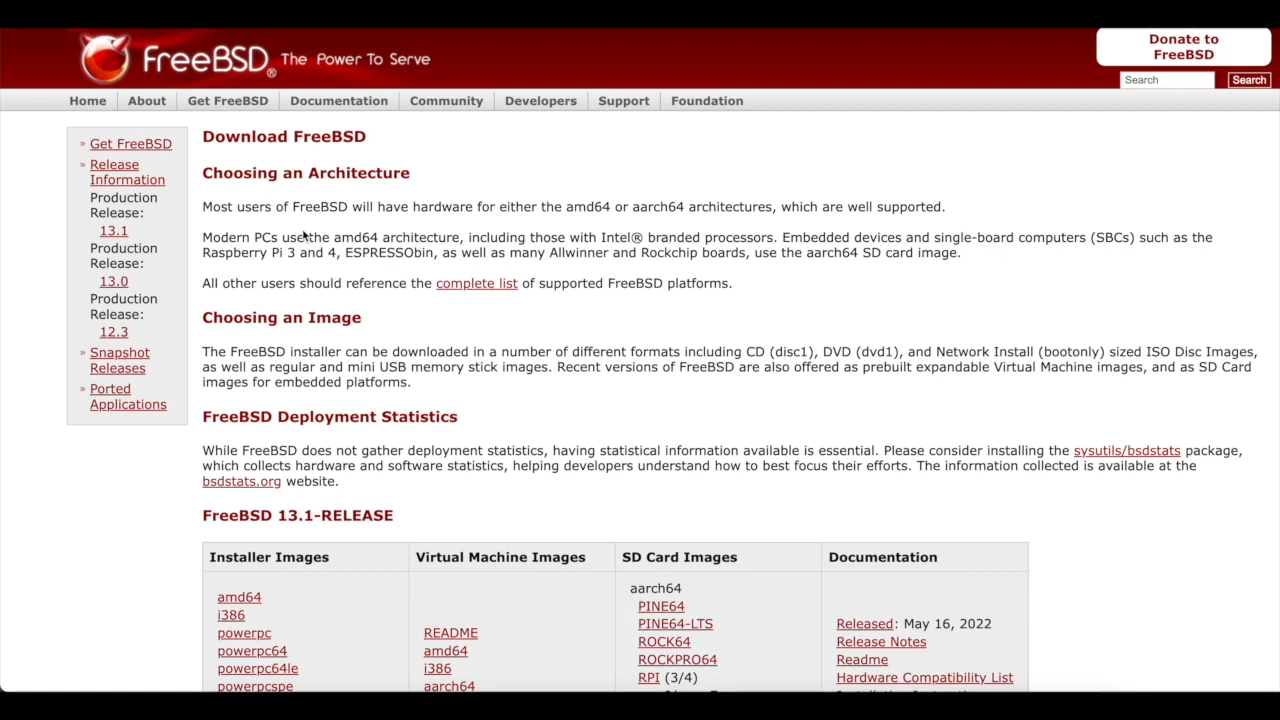 FreeBSD® The Power To Serve
Donate to
FreeBSD
Search Search
Home About Get FreeBSD Documentation Community Developers Support Foundation
» Get FreeBSD
» Release
Information
Production
Release:
13.1
Production
Release:
13.0
Production
Release:
12.3
» Snapshot
Releases
» Ported
Applications
Download FreeBSD
Choosing an Architecture
Most users of FreeBSD will have hardware for either the amd64 or aarch64 architectures, which are well supported.
Modern PCs use the amd64 architecture, including those with Intel® branded processors. Embedded devices and single-board computers (SBCs) such as the
Raspberry Pi 3 and 4, ESPRESSObin, as well as many Allwinner and Rockchip boards, use the aarch64 SD card image.
All other users should reference the complete list of supported FreeBSD platforms.
Choosing an Image
The FreeBSD installer can be downloaded in a number of different formats including CD (disc1), DVD (dvd1), and Network Install (bootonly) sized ISO Disc Images,
as well as regular and mini USB memory stick images. Recent versions of FreeBSD are also offered as prebuilt expandable Virtual Machine images, and as SD Card
images for embedded platforms.
FreeBSD Deployment Statistics
While FreeBSD does not gather deployment statistics, having statistical information available is essential. Please consider installing the sysutils/bsdstats package,
which collects hardware and software statistics, helping developers understand how to best focus their efforts. The information collected is available at the
bsdstats.org website.
FreeBSD 13.1-RELEASE
Installer Images Virtual Machine Images SD Card Images Documentation
amd64
i386
powerpc
powerpc64
powerpc64le
powerpcspe
README
amd64
i386
aarch64
aarch64
PINE64
PINE64-LTS
ROCK64
ROCKPRO64
RPI (3/4)
Released: May 16, 2022
Release Notes
Readme
Hardware Compatibility List